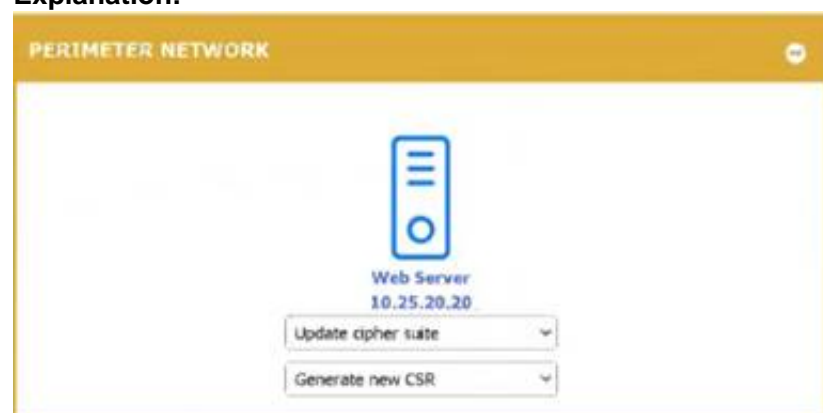 Explanation:
PERIMETER NETWORK
Web Server
10.25.20.20
Update cipher suite
Generate new CSR